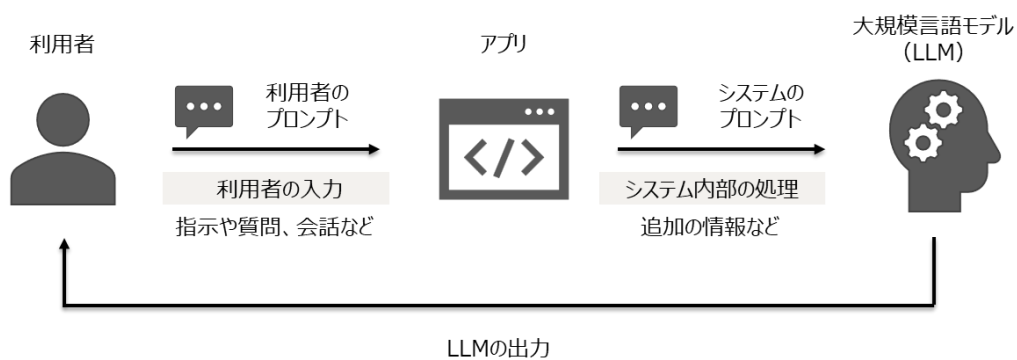 利用者
アプリ
大規模言語モデル
（LLM）
利用者の
プロンプト
システムの
プロンプト
</>
利用者の入力
システム内部の処理
指示や質問、会話など
追加の情報など
LLMの出力